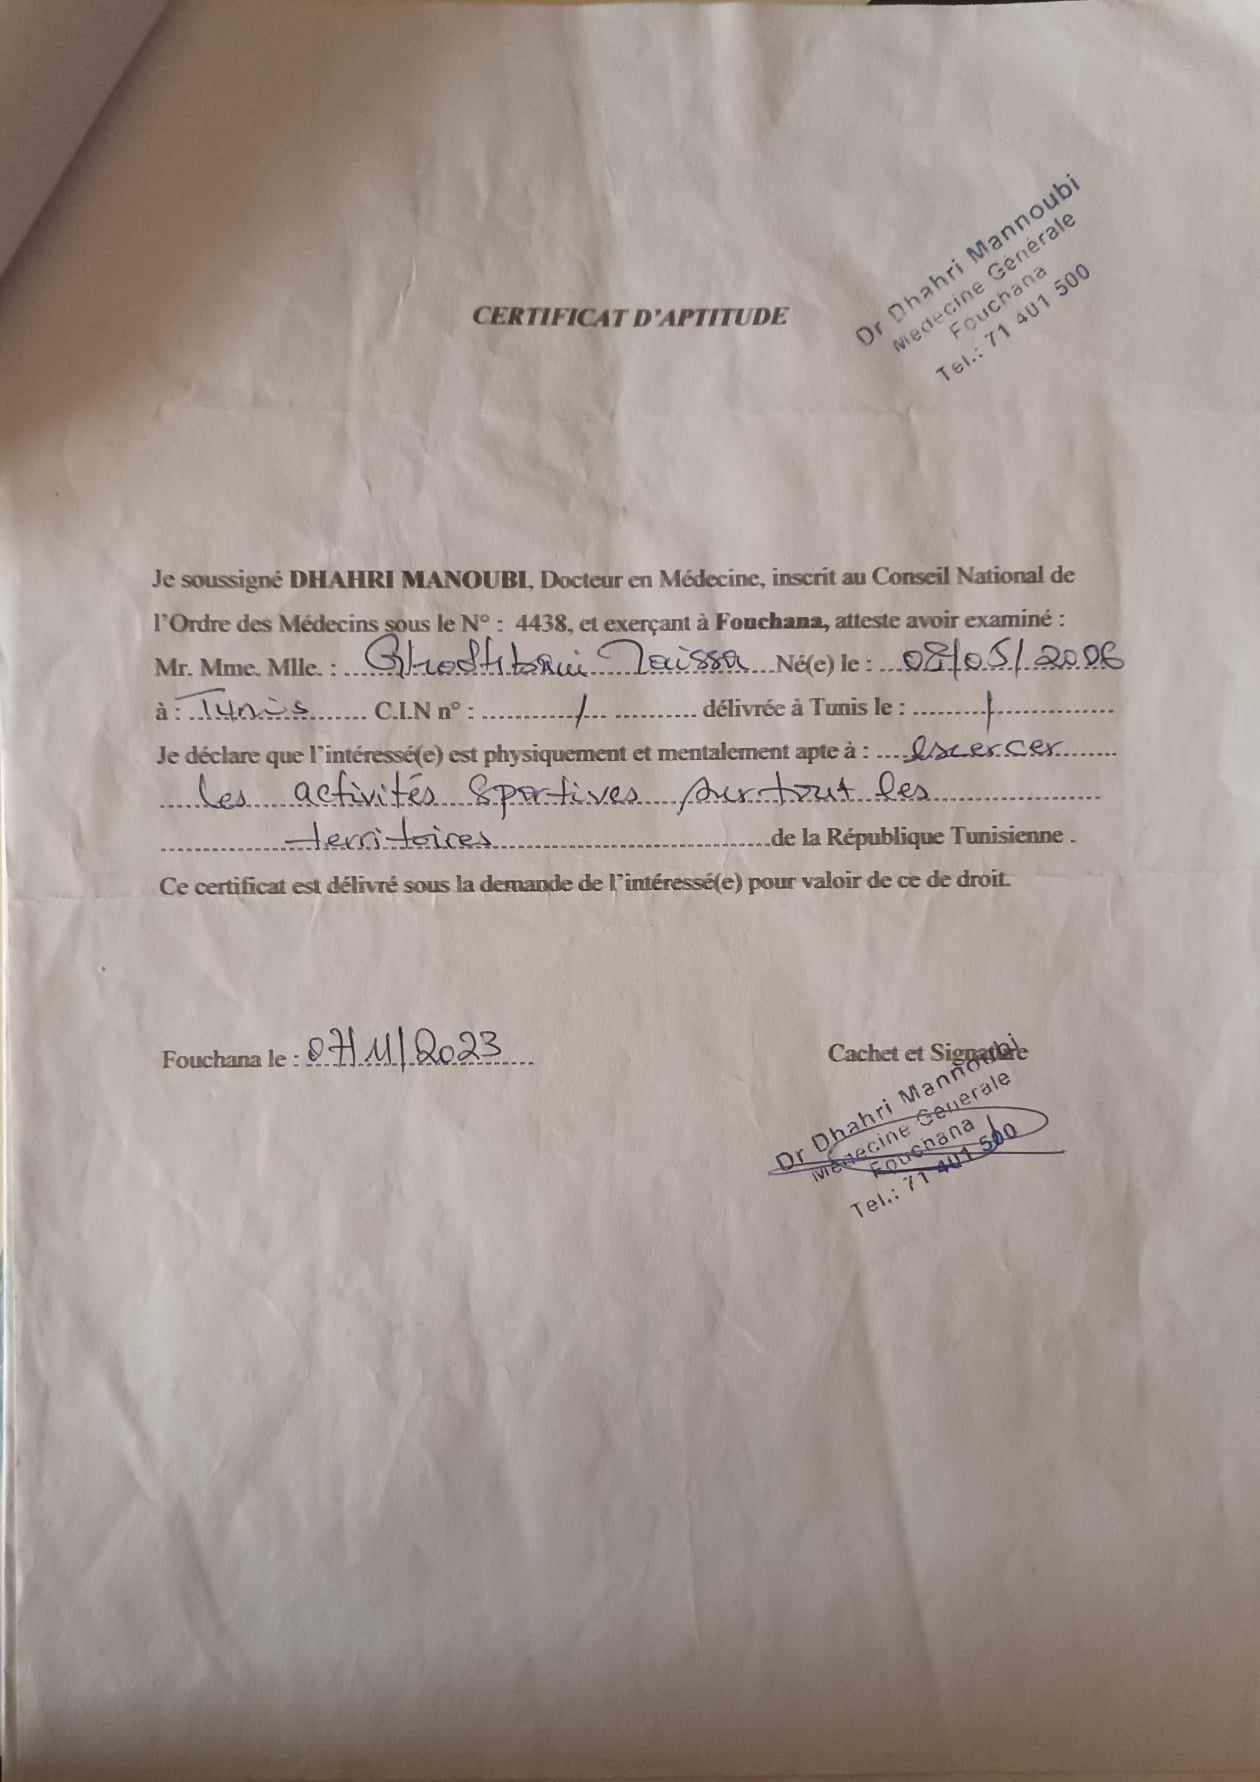 Dr Dhahri Mannoubi
Médecine Générale
Fouchana
Tel.: 71 401 500
CERTIFICAT D'APTITUDE
Je soussigné DHAHRI MANOUBI, Docteur en Médecine, inscrit au Conseil National de
l'Ordre des Médecins sous le N° : 4438, et exerçant à Fouchana, atteste avoir examiné :
Mr. Mme. Mlle. : Né(e) le : 08/05/2006
à : Tunis C.I.N n° : / délivrée à Tunis le : /
Je déclare que l'intéressé(e) est physiquement et mentalement apte à : exercer
les activités sportives sur tout les
territoires de la République Tunisienne .
Ce certificat est délivré sous la demande de l'intéressé(e) pour valoir de ce de droit.
Fouchana le : 07/11/2023
Cachet et Signature
Dr Dhahri Mannoubi
Médecine Générale
Fouchana
Tel.: 71 401 500